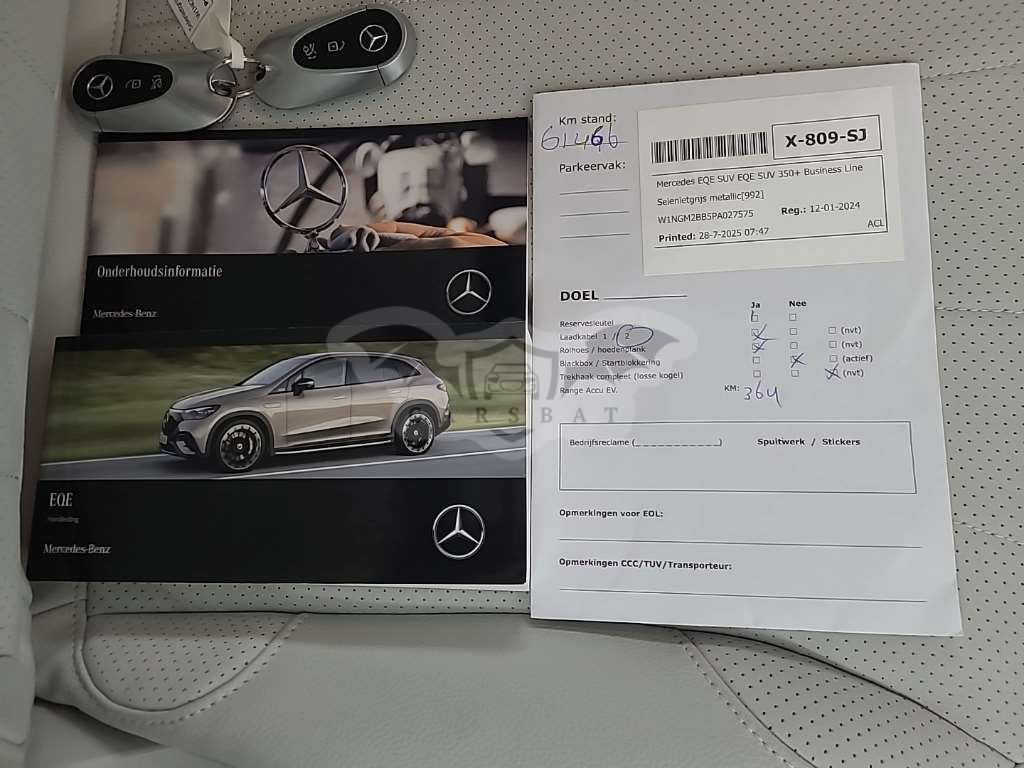 Onderhoudsinformatie
Mercedes-Benz
EQE
Handleiding
Mercedes-Benz
Km stand:
61466
Parkeervak:
X-809-SJ
Mercedes EQE SUV EQE SUV 350+ Business Line
Selenietgrijs metallic[992]
W1NGM2BB5PA027575
Reg.: 12-01-2024
Printed: 28-7-2025 07:47
ACL
DOEL
Ja Nee
Reservesleutel
Laadkabel 1 / 2 (nvt)
Rolhoes / hoedenplank (nvt)
Blackbox / Startblokkering (actief)
Trekhaak compleet (losse kogel) (nvt)
Range Accu EV. KM: 364
Bedrijfsreclame (______________) Spuitwerk / Stickers
Opmerkingen voor EOL:
Opmerkingen CCC/TUV/Transporteur: